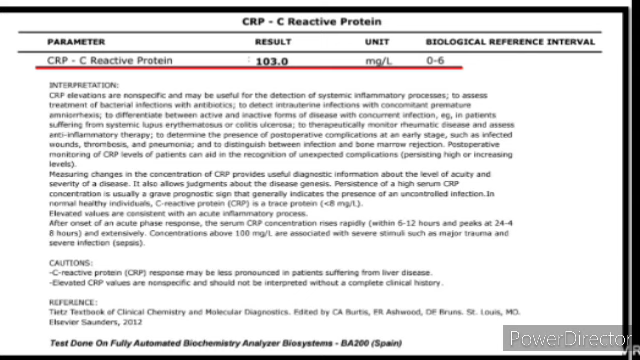 CRP - C Reactive Protein
PARAMETER RESULT UNIT BIOLOGICAL REFERENCE INTERVAL
CRP - C Reactive Protein : 103.0 mg/L 0-6
INTERPRETATION:
CRP elevations are nonspecific and may be useful for the detection of systemic inflammatory processes; to assess
treatment of bacterial infections with antibiotics; to detect intrauterine infections with concomitant premature
amniorrhexis; to differentiate between active and inactive forms of disease with concurrent infection, eg, in patients
suffering from systemic lupus erythematosus or colitis ulcerosa; to therapeutically monitor rheumatic disease and assess
anti-inflammatory therapy; to determine the presence of postoperative complications at an early stage, such as infected
wounds, thrombosis, and pneumonia; and to distinguish between infection and bone marrow rejection. Postoperative
monitoring of CRP levels of patients can aid in the recognition of unexpected complications (persisting high or increasing
levels).
Measuring changes in the concentration of CRP provides useful diagnostic information about the level of acuity and
severity of a disease. It also allows judgments about the disease genesis. Persistence of a high serum CRP
concentration is usually a grave prognostic sign that generally indicates the presence of an uncontrolled infection.In
normal healthy individuals, C-reactive protein (CRP) is a trace protein (<8 mg/L).
Elevated values are consistent with an acute inflammatory process.
After onset of an acute phase response, the serum CRP concentration rises rapidly (within 6-12 hours and peaks at 24-4
8 hours) and extensively. Concentrations above 100 mg/L are associated with severe stimuli such as major trauma and
severe infection (sepsis).
CAUTIONS:
-C-reactive protein (CRP) response may be less pronounced in patients suffering from liver disease.
-Elevated CRP values are nonspecific and should not be interpreted without a complete clinical history.
REFERENCE:
Tietz Textbook of Clinical Chemistry and Molecular Diagnostics. Edited by CA Burtis, ER Ashwood, DE Bruns. St. Louis, MO.
Elsevier Saunders, 2012
PowerDirector
Test Done On Fully Automated Biochemistry Analyzer Biosystems - BA200 (Spain)